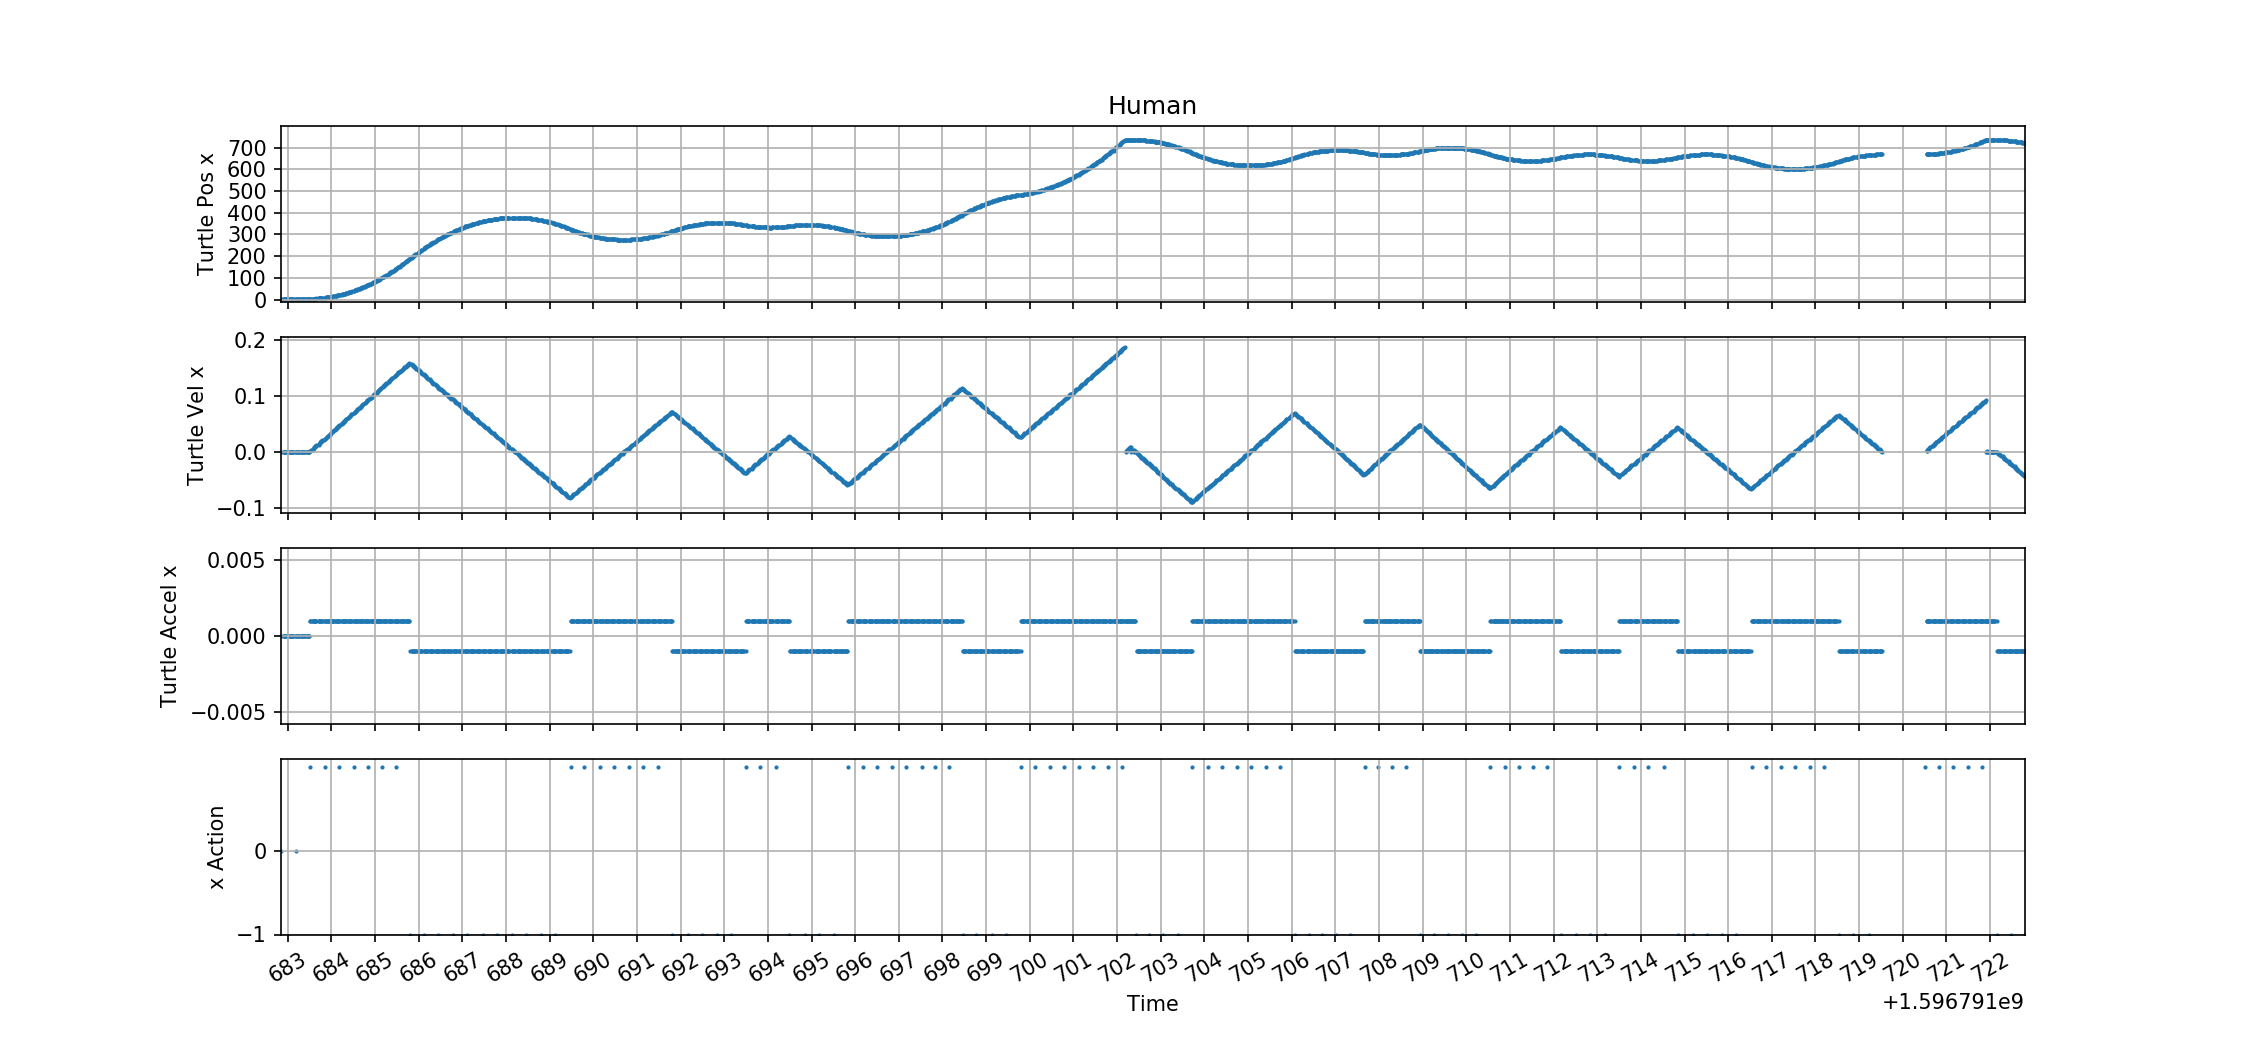 Human
Turtle Pos x
700
600
500
400
300
200
100
0
Turtle Vel x
0.2
0.1
0.0
−0.1
Turtle Accel x
0.005
0.000
−0.005
x Action
0
−1
683 684 685 686 687 688 689 690 691 692 693 694 695 696 697 698 699 700 701 702 703 704 705 706 707 708 709 710 711 712 713 714 715 716 717 718 719 720 721 722
Time
+1.596791e9